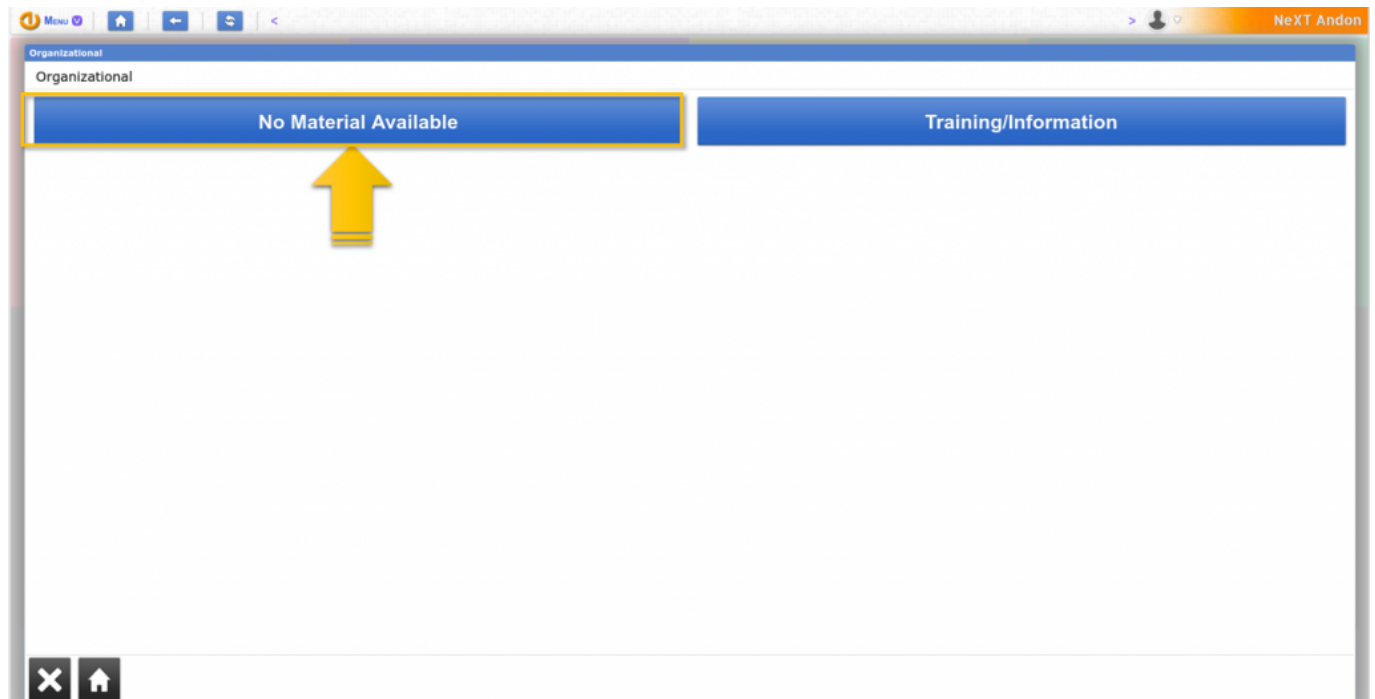 Menu
NeXT Andon
Organizational
Organizational
No Material Available
Training/Information